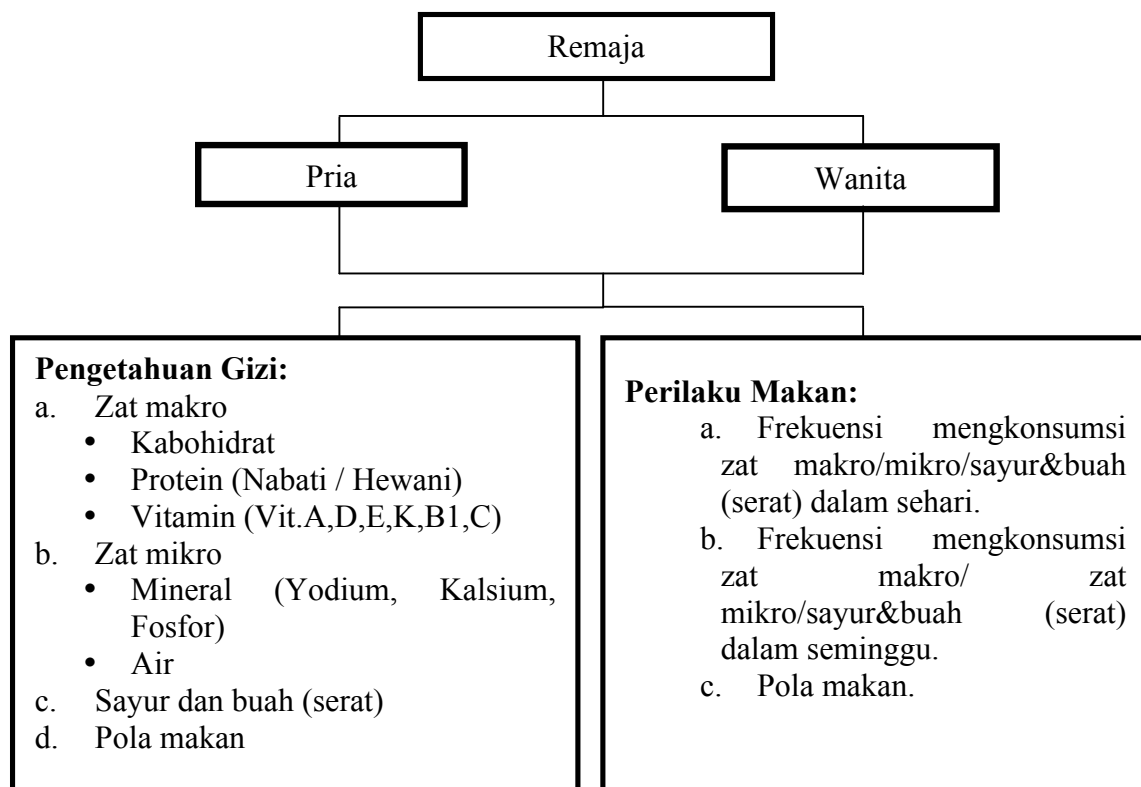 Remaja
Pria
Wanita
Pengetahuan Gizi:
a. Zat makro
• Kabohidrat
• Protein (Nabati / Hewani)
• Vitamin (Vit.A,D,E,K,B1,C)
b. Zat mikro
• Mineral (Yodium, Kalsium,
Fosfor)
• Air
c. Sayur dan buah (serat)
d. Pola makan
Perilaku Makan:
a. Frekuensi mengkonsumsi
zat makro/mikro/sayur&buah
(serat) dalam sehari.
b. Frekuensi mengkonsumsi
zat makro/ zat
mikro/sayur&buah (serat)
dalam seminggu.
c. Pola makan.